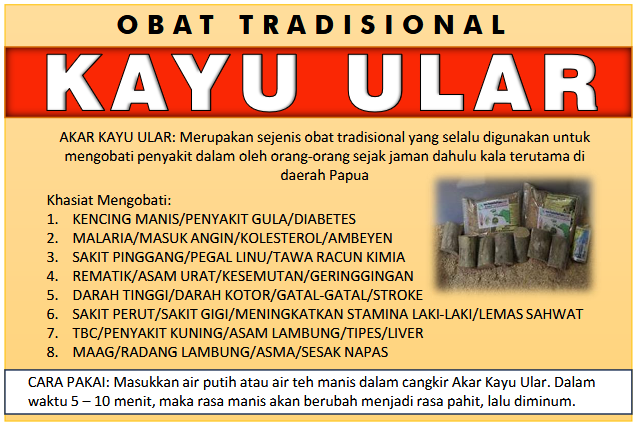 OBAT TRADISIONAL
KAYU ULAR
AKAR KAYU ULAR: Merupakan sejenis obat tradisional yang selalu digunakan untuk
mengobati penyakit dalam oleh orang-orang sejak jaman dahulu kala terutama di
daerah Papua
Khasiat Mengobati:
1. KENCING MANIS/PENYAKIT GULA/DIABETES
2. MALARIA/MASUK ANGIN/KOLESTEROL/AMBEYEN
3. SAKIT PINGGANG/PEGAL LINU/TAWA RACUN KIMIA
4. REMATIK/ASAM URAT/KESEMUTAN/GERINGGINGAN
5. DARAH TINGGI/DARAH KOTOR/GATAL-GATAL/STROKE
6. SAKIT PERUT/SAKIT GIGI/MENINGKATKAN STAMINA LAKI-LAKI/LEMAS SAHWAT
7. TBC/PENYAKIT KUNING/ASAM LAMBUNG/TIPES/LIVER
8. MAAG/RADANG LAMBUNG/ASMA/SESAK NAPAS
CARA PAKAI: Masukkan air putih atau air teh manis dalam cangkir Akar Kayu Ular. Dalam
waktu 5 – 10 menit, maka rasa manis akan berubah menjadi rasa pahit, lalu diminum.